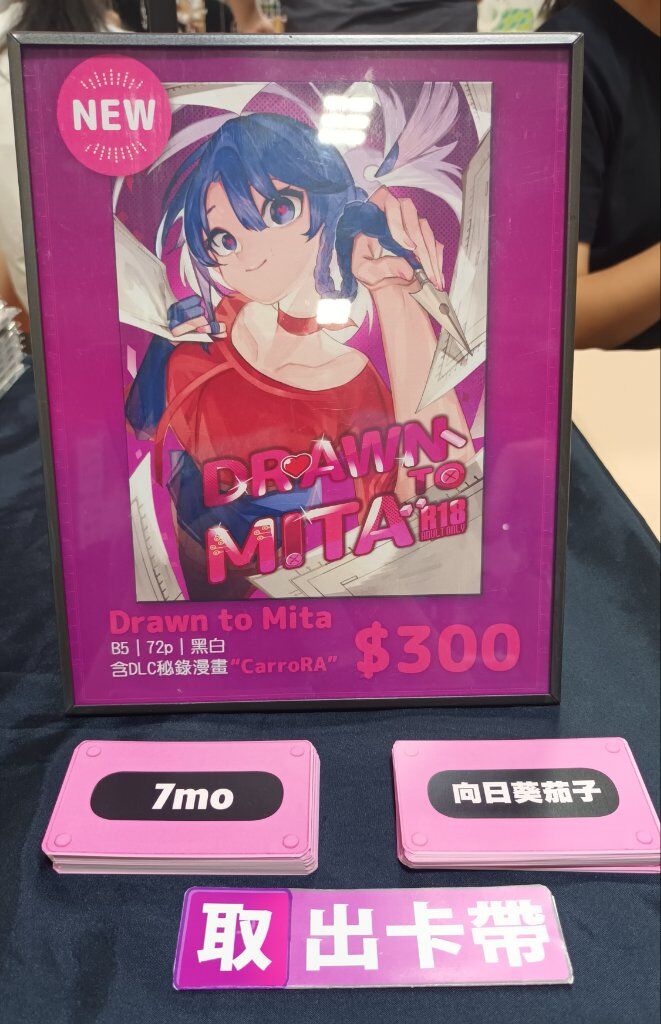 NEW
DRAWN
TO
MITA
R18
ADULT ONLY
Drawn to Mita
B5｜72p｜黑白
含DLC秘錄漫畫“CarroRA”
$300
7mo
向日葵茄子
取出卡帶